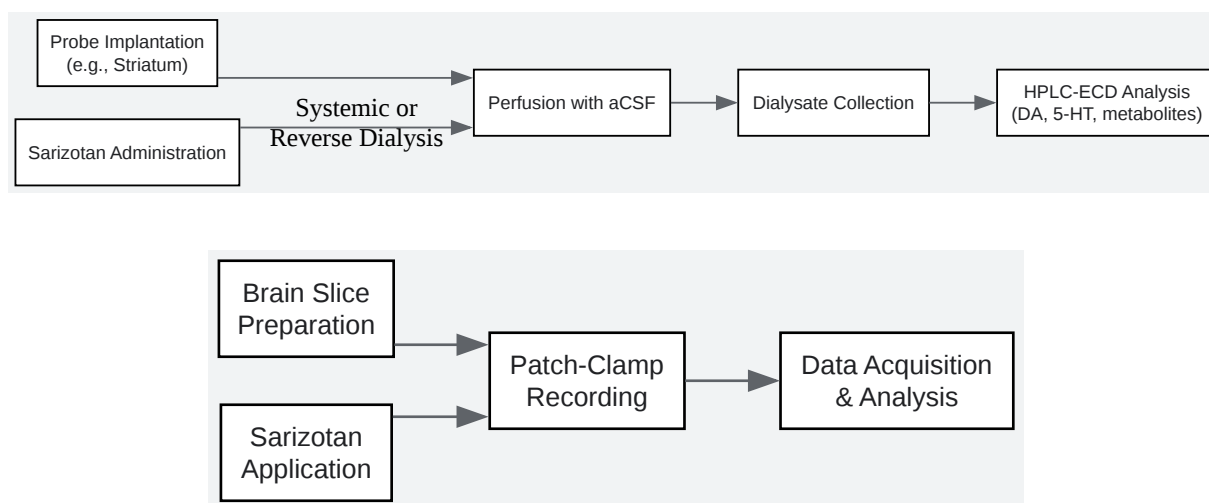 Probe Implantation
(e.g., Striatum)
Sarizotan Administration
Systemic or
Reverse Dialysis
Perfusion with aCSF
Dialysate Collection
HPLC-ECD Analysis
(DA, 5-HT, metabolites)
Brain Slice
Preparation
Sarizotan
Application
Patch-Clamp
Recording
Data Acquisition
& Analysis